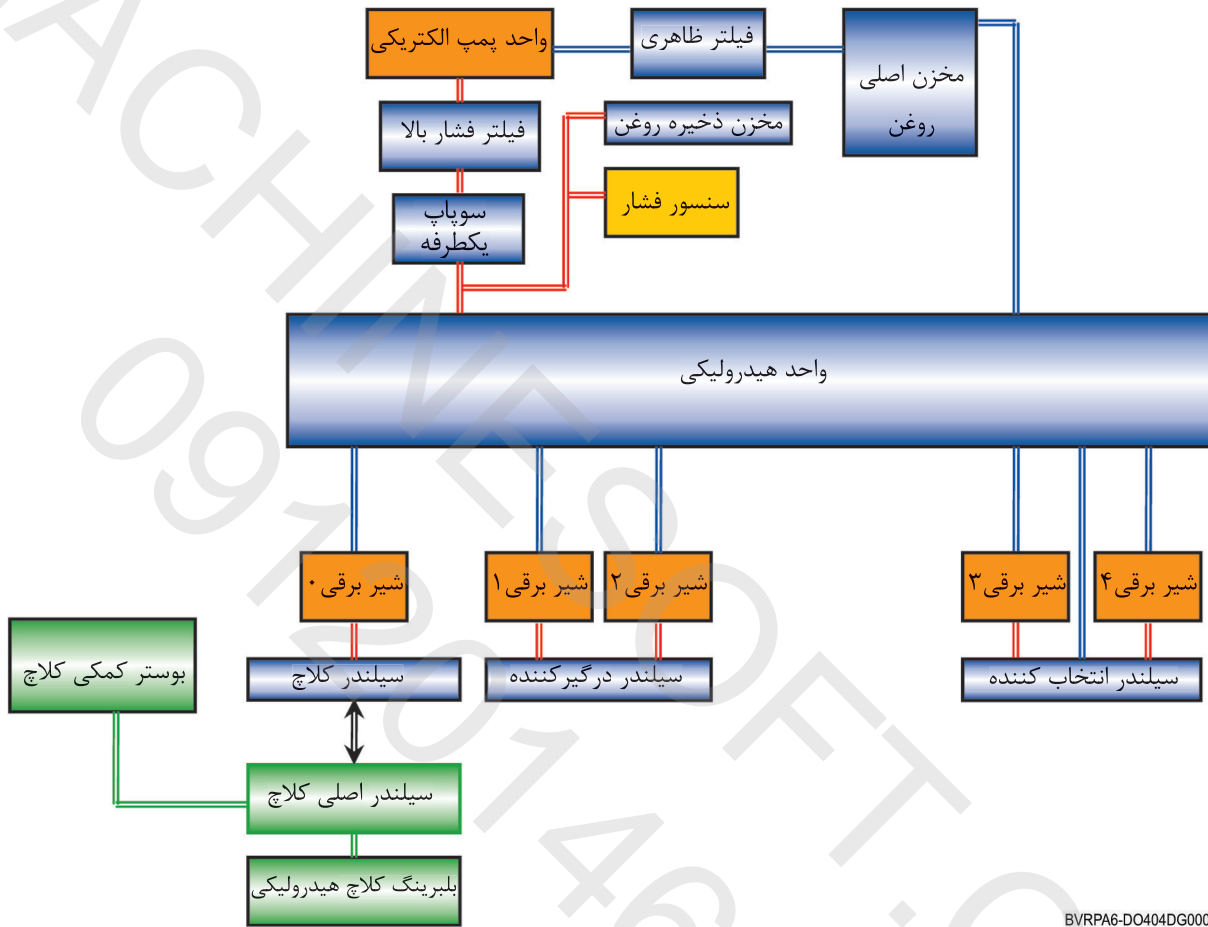 واحد پمپ الکتریکی
فیلتر ظاهری
مخزن اصلی
روغن
فیلتر فشار بالا
مخزن ذخیره روغن
سنسور فشار
سوپاپ
یکطرفه
واحد هیدرولیکی
شیر برقی۰
شیر برقی۱
شیر برقی۲
شیر برقی۳
شیر برقی۴
بوستر کمکی کلاچ
سیلندر کلاچ
سیلندر درگیرکننده
سیلندر انتخاب کننده
سیلندر اصلی کلاچ
بلبرینگ کلاچ هیدرولیکی
BVRPA6-DO404DG000